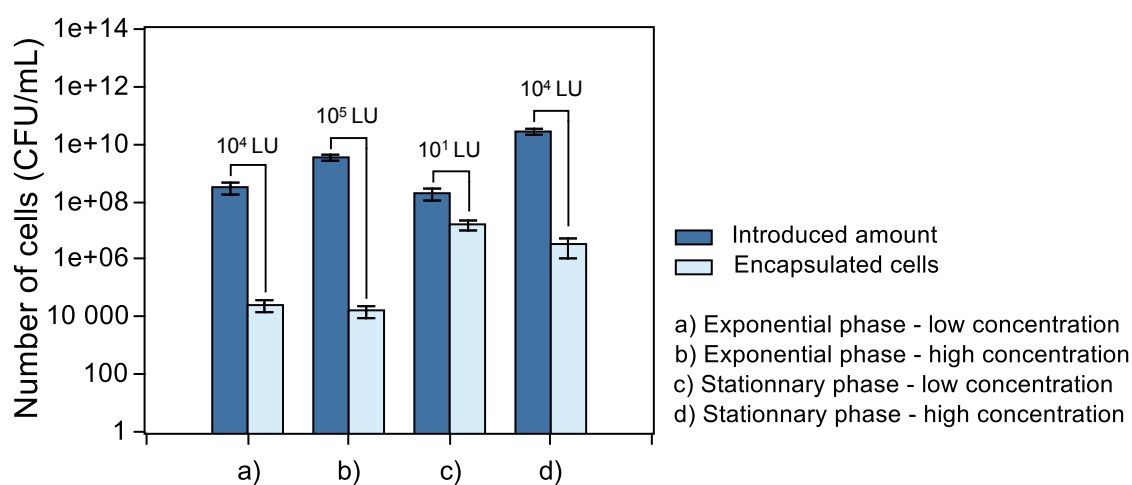 Number of cells (CFU/mL)
1e+14
1e+12
1e+10
1e+08
1e+06
10 000
100
1
10⁴ LU
10⁵ LU
10¹ LU
10⁴ LU
a)
b)
c)
d)
Introduced amount
Encapsulated cells
a) Exponential phase - low concentration
b) Exponential phase - high concentration
c) Stationnary phase - low concentration
d) Stationnary phase - high concentration